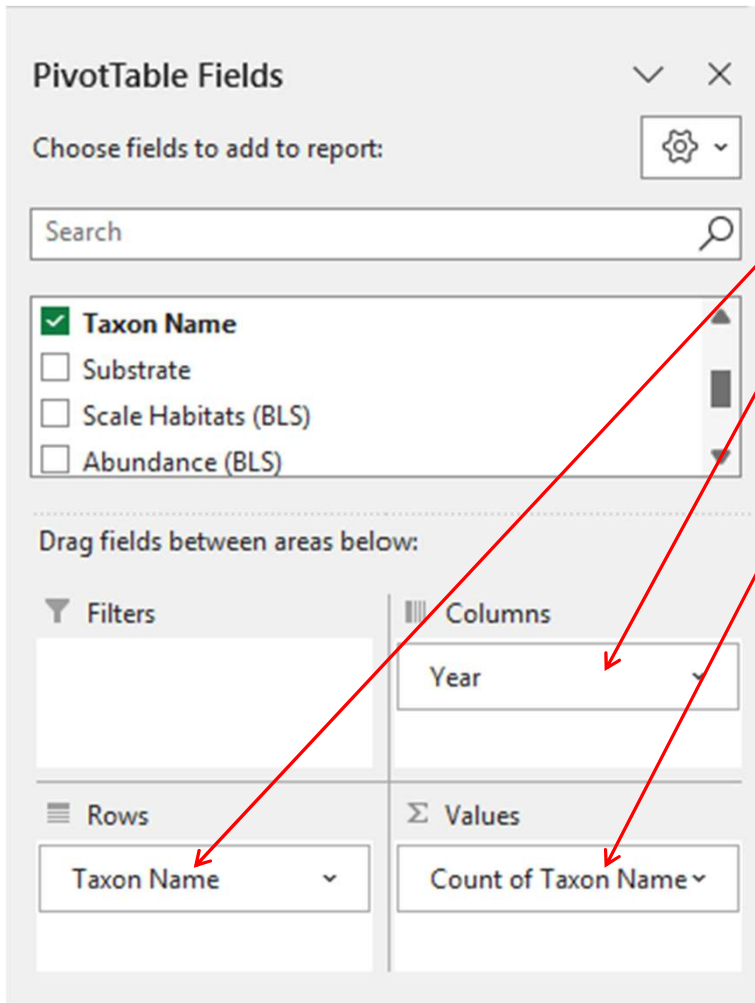 PivotTable Fields
Choose fields to add to report:
Search
Taxon Name
Substrate
Scale Habitats (BLS)
Abundance (BLS)
Drag fields between areas below:
Filters
Columns
Year
Rows
Σ Values
Taxon Name
Count of Taxon Name